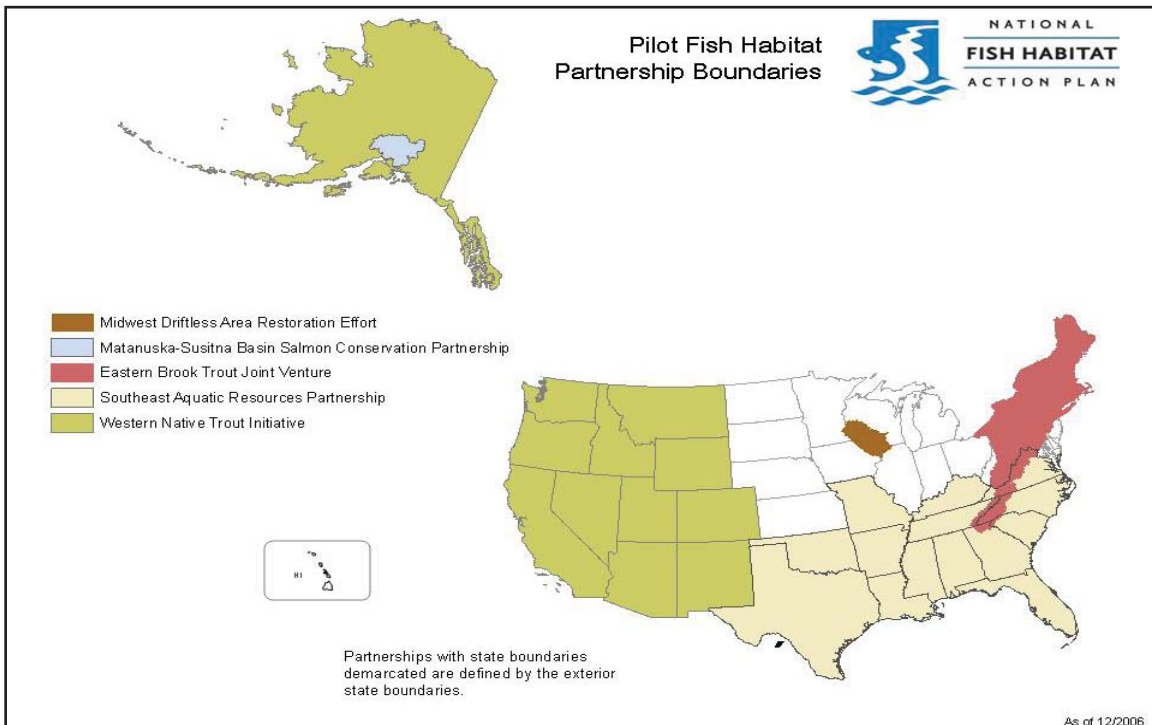 Pilot Fish Habitat
Partnership Boundaries
NATIONAL
FISH HABITAT
ACTION PLAN
Midwest Driftless Area Restoration Effort
Matanuska-Susitna Basin Salmon Conservation Partnership
Eastern Brook Trout Joint Venture
Southeast Aquatic Resources Partnership
Western Native Trout Initiative
HI
Partnerships with state boundaries
demarcated are defined by the exterior
state boundaries.
As of 12/2006